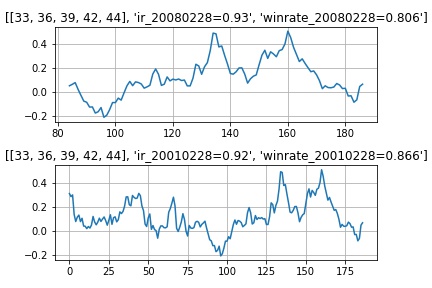 [[33, 36, 39, 42, 44], 'ir_20080228=0.93', 'winrate_20080228=0.806']
0.4
0.2
0.0
−0.2
80 100 120 140 160 180
[[33, 36, 39, 42, 44], 'ir_20010228=0.92', 'winrate_20010228=0.866']
0.4
0.2
0.0
−0.2
0 25 50 75 100 125 150 175